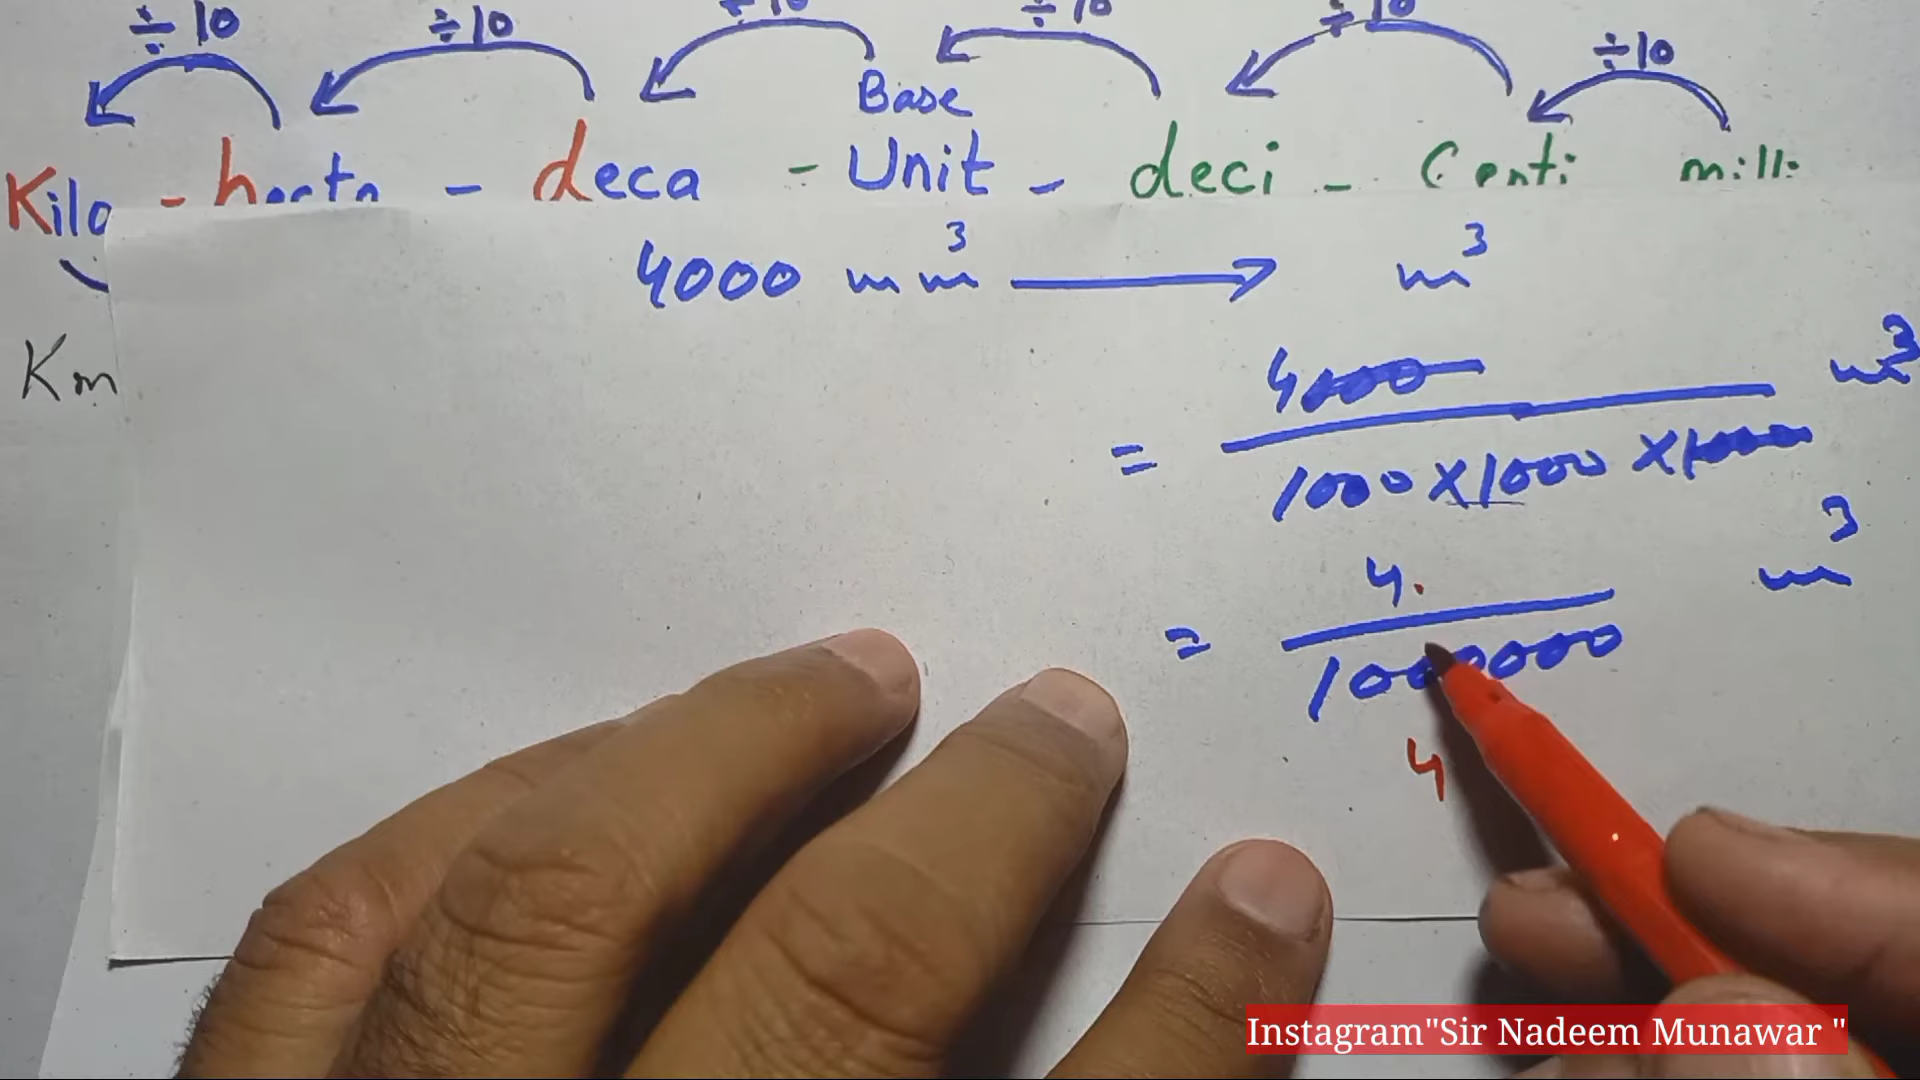 ÷10 ÷10 ÷10 ÷10 ÷10 ÷10
Base
Kilo - hecto - deca - Unit - deci - Centi milli
4000 mm³ → m³
Km
= 4000 / 1000 × 1000 × 1000 m³
= 4. / 1000000 m³
4
Instagram"Sir Nadeem Munawar "